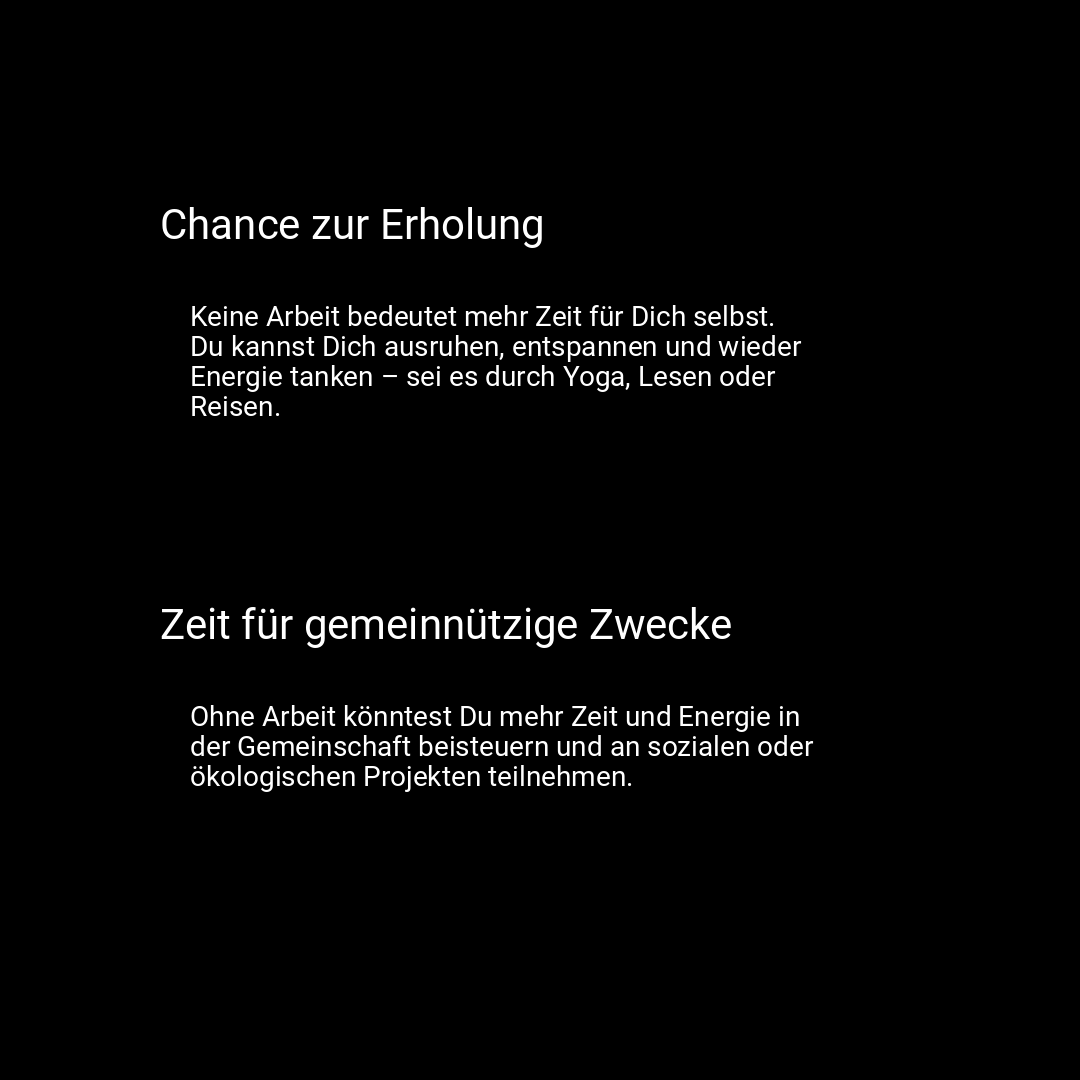 Chance zur Erholung
Keine Arbeit bedeutet mehr Zeit für Dich selbst.
Du kannst Dich ausruhen, entspannen und wieder
Energie tanken – sei es durch Yoga, Lesen oder
Reisen.
Zeit für gemeinnützige Zwecke
Ohne Arbeit könntest Du mehr Zeit und Energie in
der Gemeinschaft beisteuern und an sozialen oder
ökologischen Projekten teilnehmen.